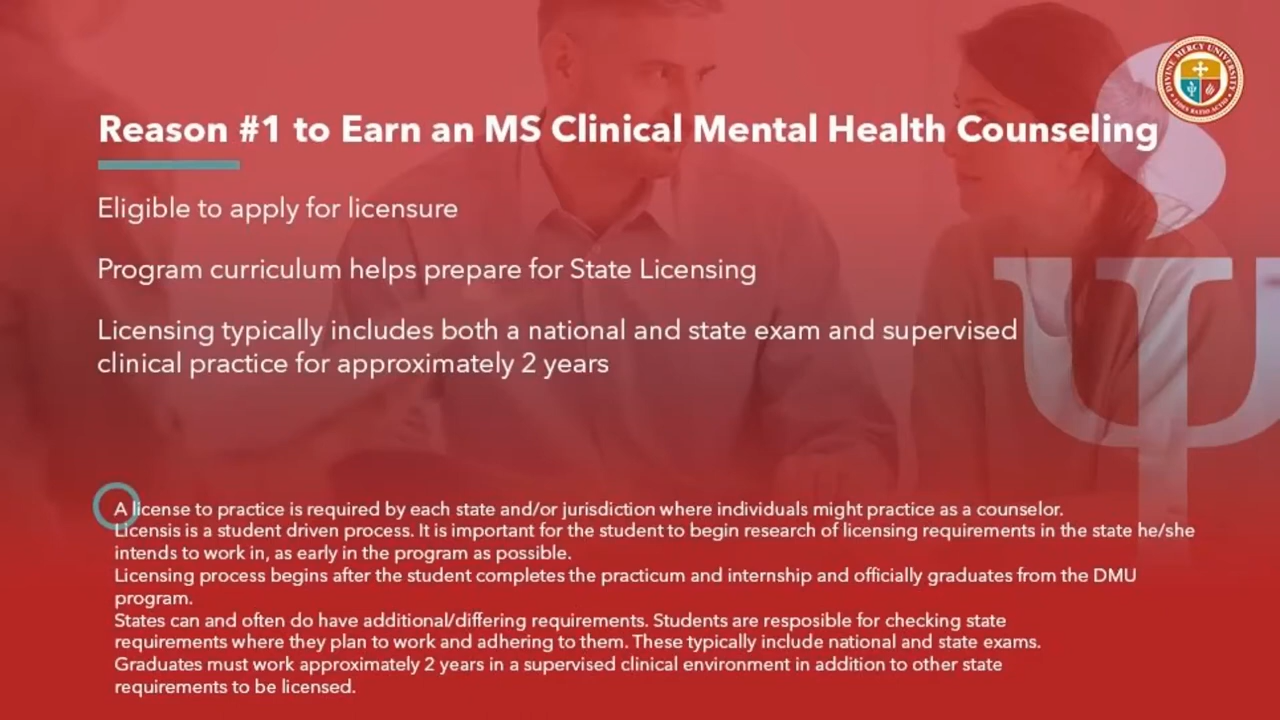 Reason #1 to Earn an MS Clinical Mental Health Counseling
Eligible to apply for licensure
Program curriculum helps prepare for State Licensing
Licensing typically includes both a national and state exam and supervised
clinical practice for approximately 2 years
A license to practice is required by each state and/or jurisdiction where individuals might practice as a counselor.
Licensis is a student driven process. It is important for the student to begin research of licensing requirements in the state he/she
intends to work in, as early in the program as possible.
Licensing process begins after the student completes the practicum and internship and officially graduates from the DMU
program.
States can and often do have additional/differing requirements. Students are resposible for checking state
requirements where they plan to work and adhering to them. These typically include national and state exams.
Graduates must work approximately 2 years in a supervised clinical environment in addition to other state
requirements to be licensed.
DIVINE MERCY UNIVERSITY
FIDES RATIO ACTIO
Ψ